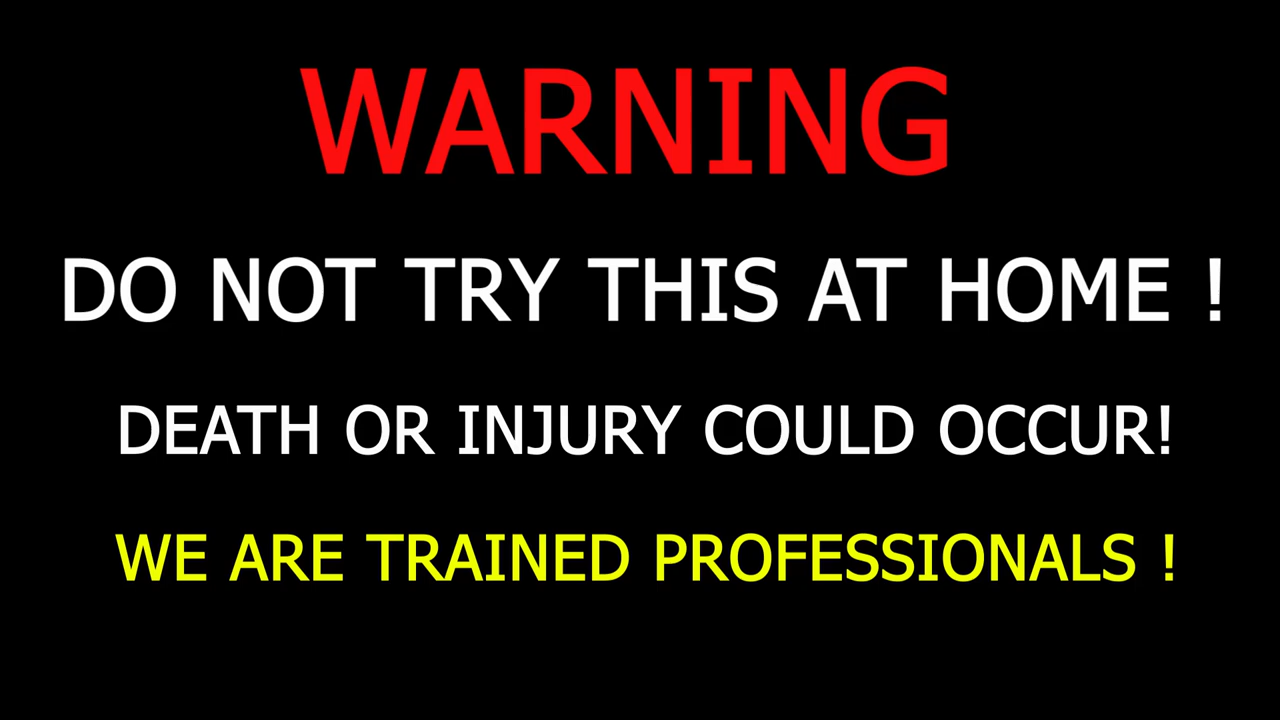 WARNING
DO NOT TRY THIS AT HOME !
DEATH OR INJURY COULD OCCUR!
WE ARE TRAINED PROFESSIONALS !